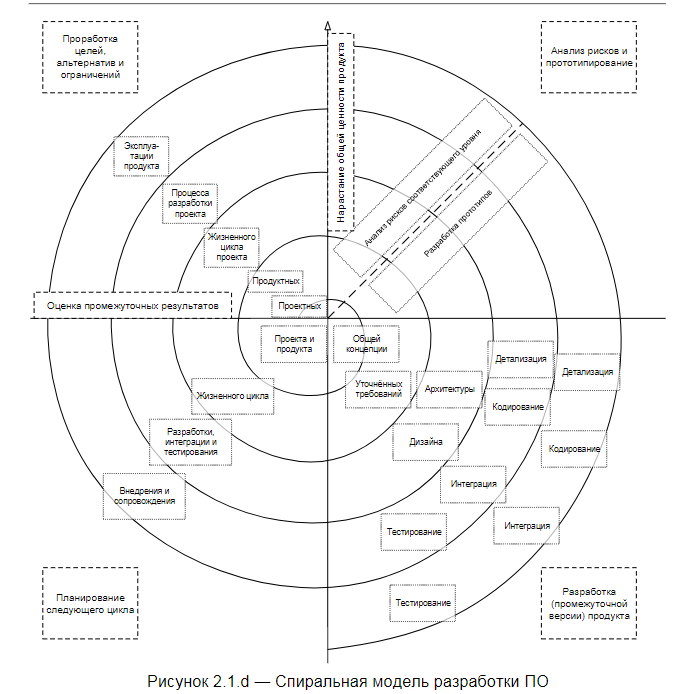 Проработка
целей,
альтернатив и
ограничений
Нарастание общей ценности продукта
Анализ рисков и
прототипирование
Эксплуа-
тации
продукта
Процесса
разработки
проекта
Жизненного
цикла
проекта
Продуктных
Проектных
Анализ рисков соответствующего уровня
Разработка прототипов
Оценка промежуточных результатов
Проекта и
продукта
Общей
концепции
Жизненного цикла
Уточнённых
требований
Архитектуры
Детализация
Детализация
Разработки,
интеграции и
тестирования
Дизайна
Кодирование
Кодирование
Внедрения и
сопровождения
Интеграция
Интеграция
Тестирование
Тестирование
Планирование
следующего цикла
Разработка
(промежуточной
версии) продукта
Рисунок 2.1.d — Спиральная модель разработки ПО